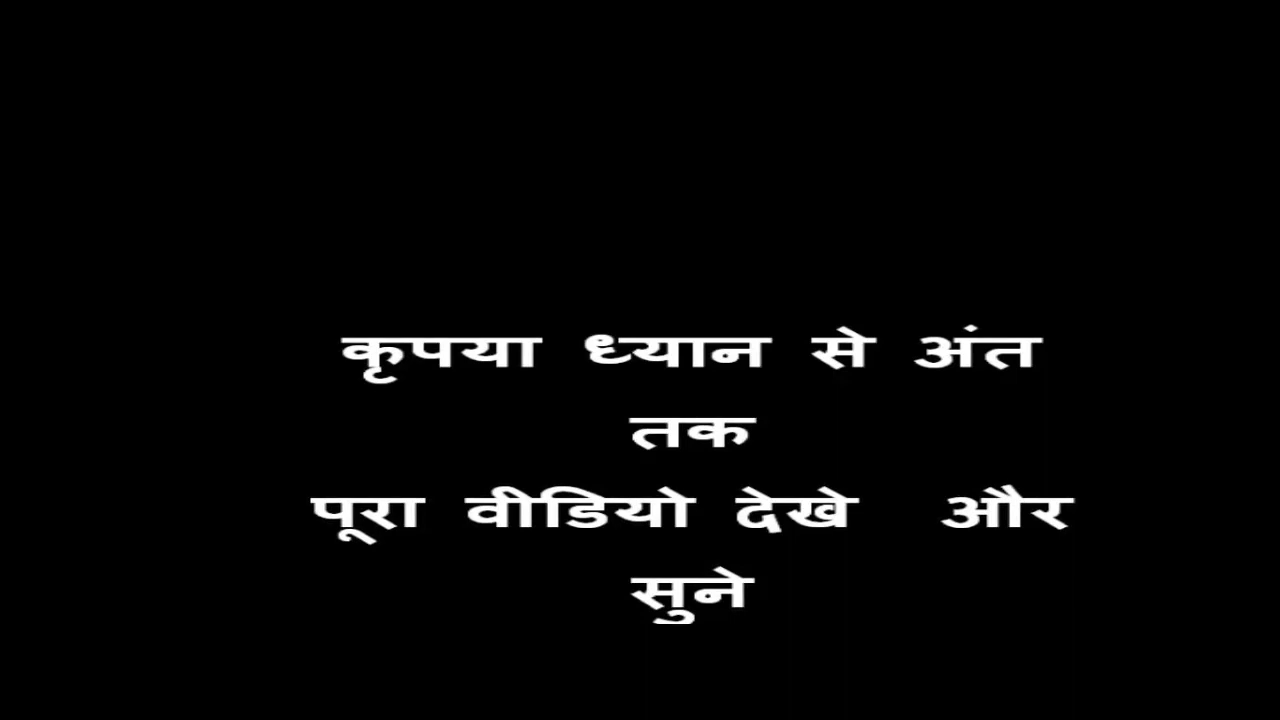 कृपया ध्यान से अंत
तक
पूरा वीडियो देखे और
सुने